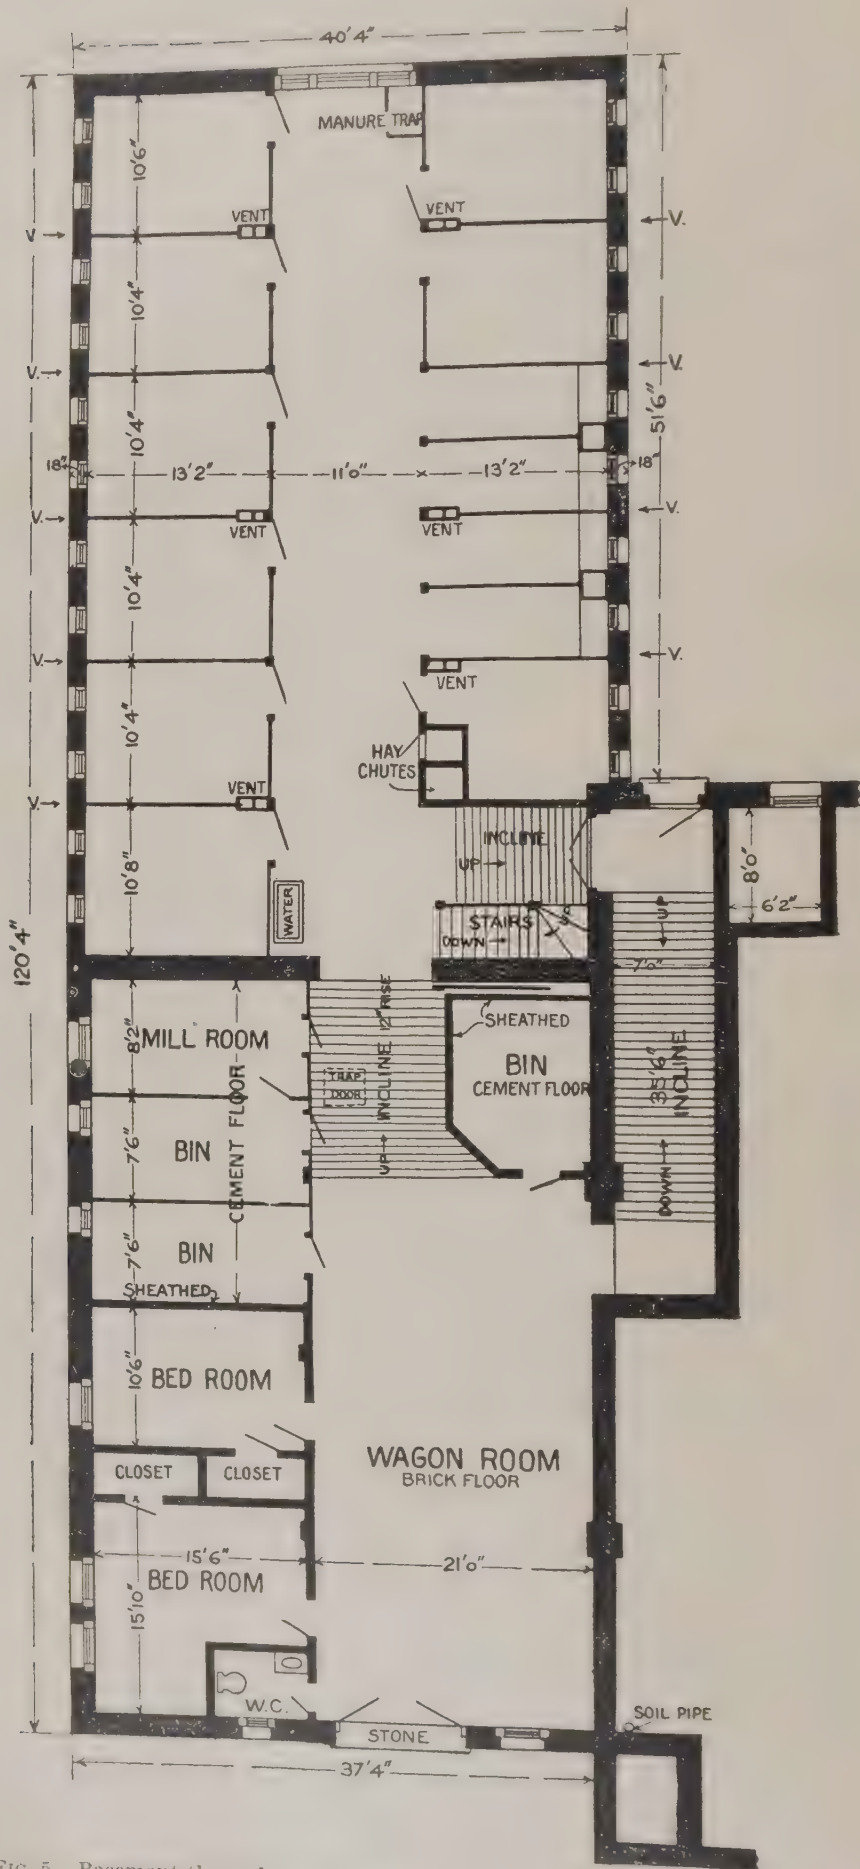 40'4"
MANURE TRAP
10'6"
VENT
VENT
V.
V.
10'4"
V.
V.
10'4"
51'6"
18"
13'2"
11'0"
13'2"
18"
V.
V.
VENT
VENT
10'4"
V.
V.
VENT
10'4"
HAY
CHUTES
VENT
V.
INCLINE
UP
8'0"
6'2"
10'8"
WATER
STAIRS
DOWN
UP
7'0"
120'4"
8'2"
MILL ROOM
CEMENT FLOOR
UP INCLINE 12" RISE
TRAP
DOOR
SHEATHED
BIN
CEMENT FLOOR
35'6"
INCLINE
DOWN
7'6"
BIN
7'6"
BIN
SHEATHED
10'6"
BED ROOM
WAGON ROOM
BRICK FLOOR
CLOSET
CLOSET
15'6"
21'0"
BED ROOM
15'10"
W.C.
STONE
SOIL PIPE
37'4"
FIG. 5. Basement